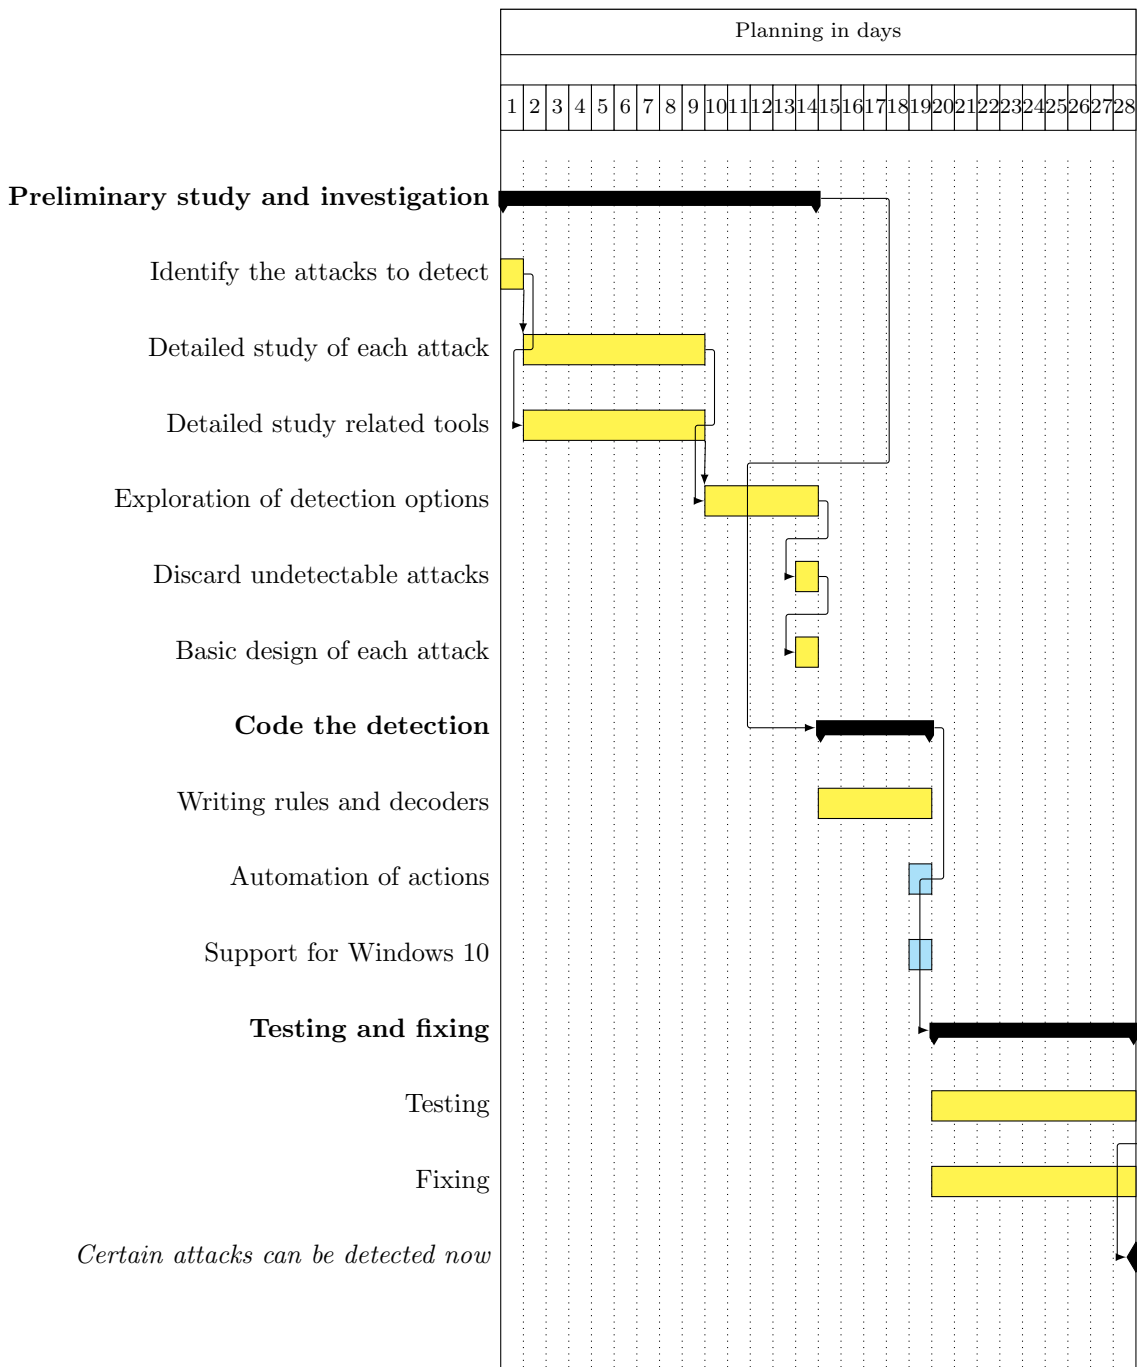 Planning in days
1 2 3 4 5 6 7 8 9 10 11 12 13 14 15 16 17 18 19 20 21 22 23 24 25 26 27 28
Preliminary study and investigation
Identify the attacks to detect
Detailed study of each attack
Detailed study related tools
Exploration of detection options
Discard undetectable attacks
Basic design of each attack
Code the detection
Writing rules and decoders
Automation of actions
Support for Windows 10
Testing and fixing
Testing
Fixing
Certain attacks can be detected now